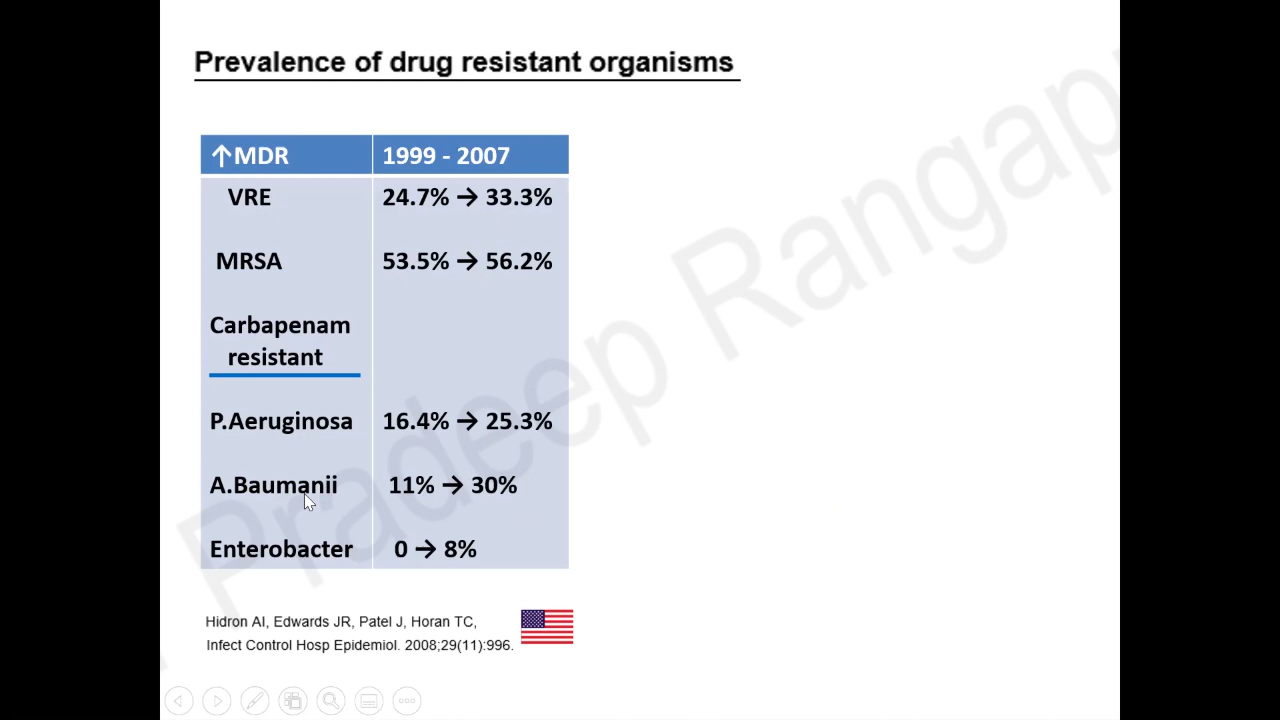 Prevalence of drug resistant organisms
↑MDR 1999 - 2007
VRE 24.7% → 33.3%
MRSA 53.5% → 56.2%
Carbapenam
resistant
P.Aeruginosa 16.4% → 25.3%
A.Baumanii 11% → 30%
Enterobacter 0 → 8%
Hidron AI, Edwards JR, Patel J, Horan TC,
Infect Control Hosp Epidemiol. 2008;29(11):996.
Pradeep Rangap